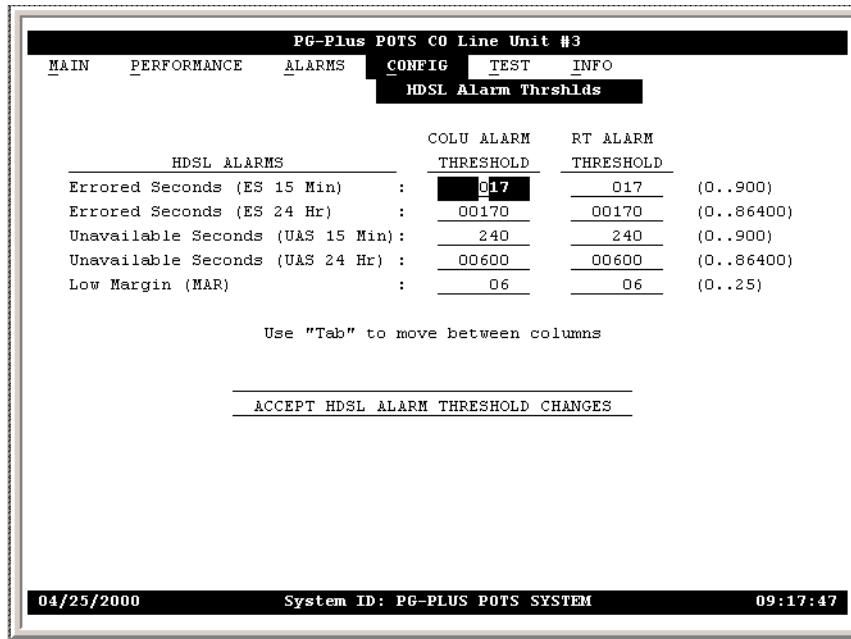 PG-Plus POTS CO Line Unit #3
MAIN PERFORMANCE ALARMS CONFIG TEST INFO
HDSL Alarm Thrshlds
COLU ALARM RT ALARM
HDSL ALARMS THRESHOLD THRESHOLD
Errored Seconds (ES 15 Min) : 017 017 (0..900)
Errored Seconds (ES 24 Hr) : 00170 00170 (0..86400)
Unavailable Seconds (UAS 15 Min): 240 240 (0..900)
Unavailable Seconds (UAS 24 Hr) : 00600 00600 (0..86400)
Low Margin (MAR) : 06 06 (0..25)
Use "Tab" to move between columns
ACCEPT HDSL ALARM THRESHOLD CHANGES
04/25/2000 System ID: PG-PLUS POTS SYSTEM 09:17:47